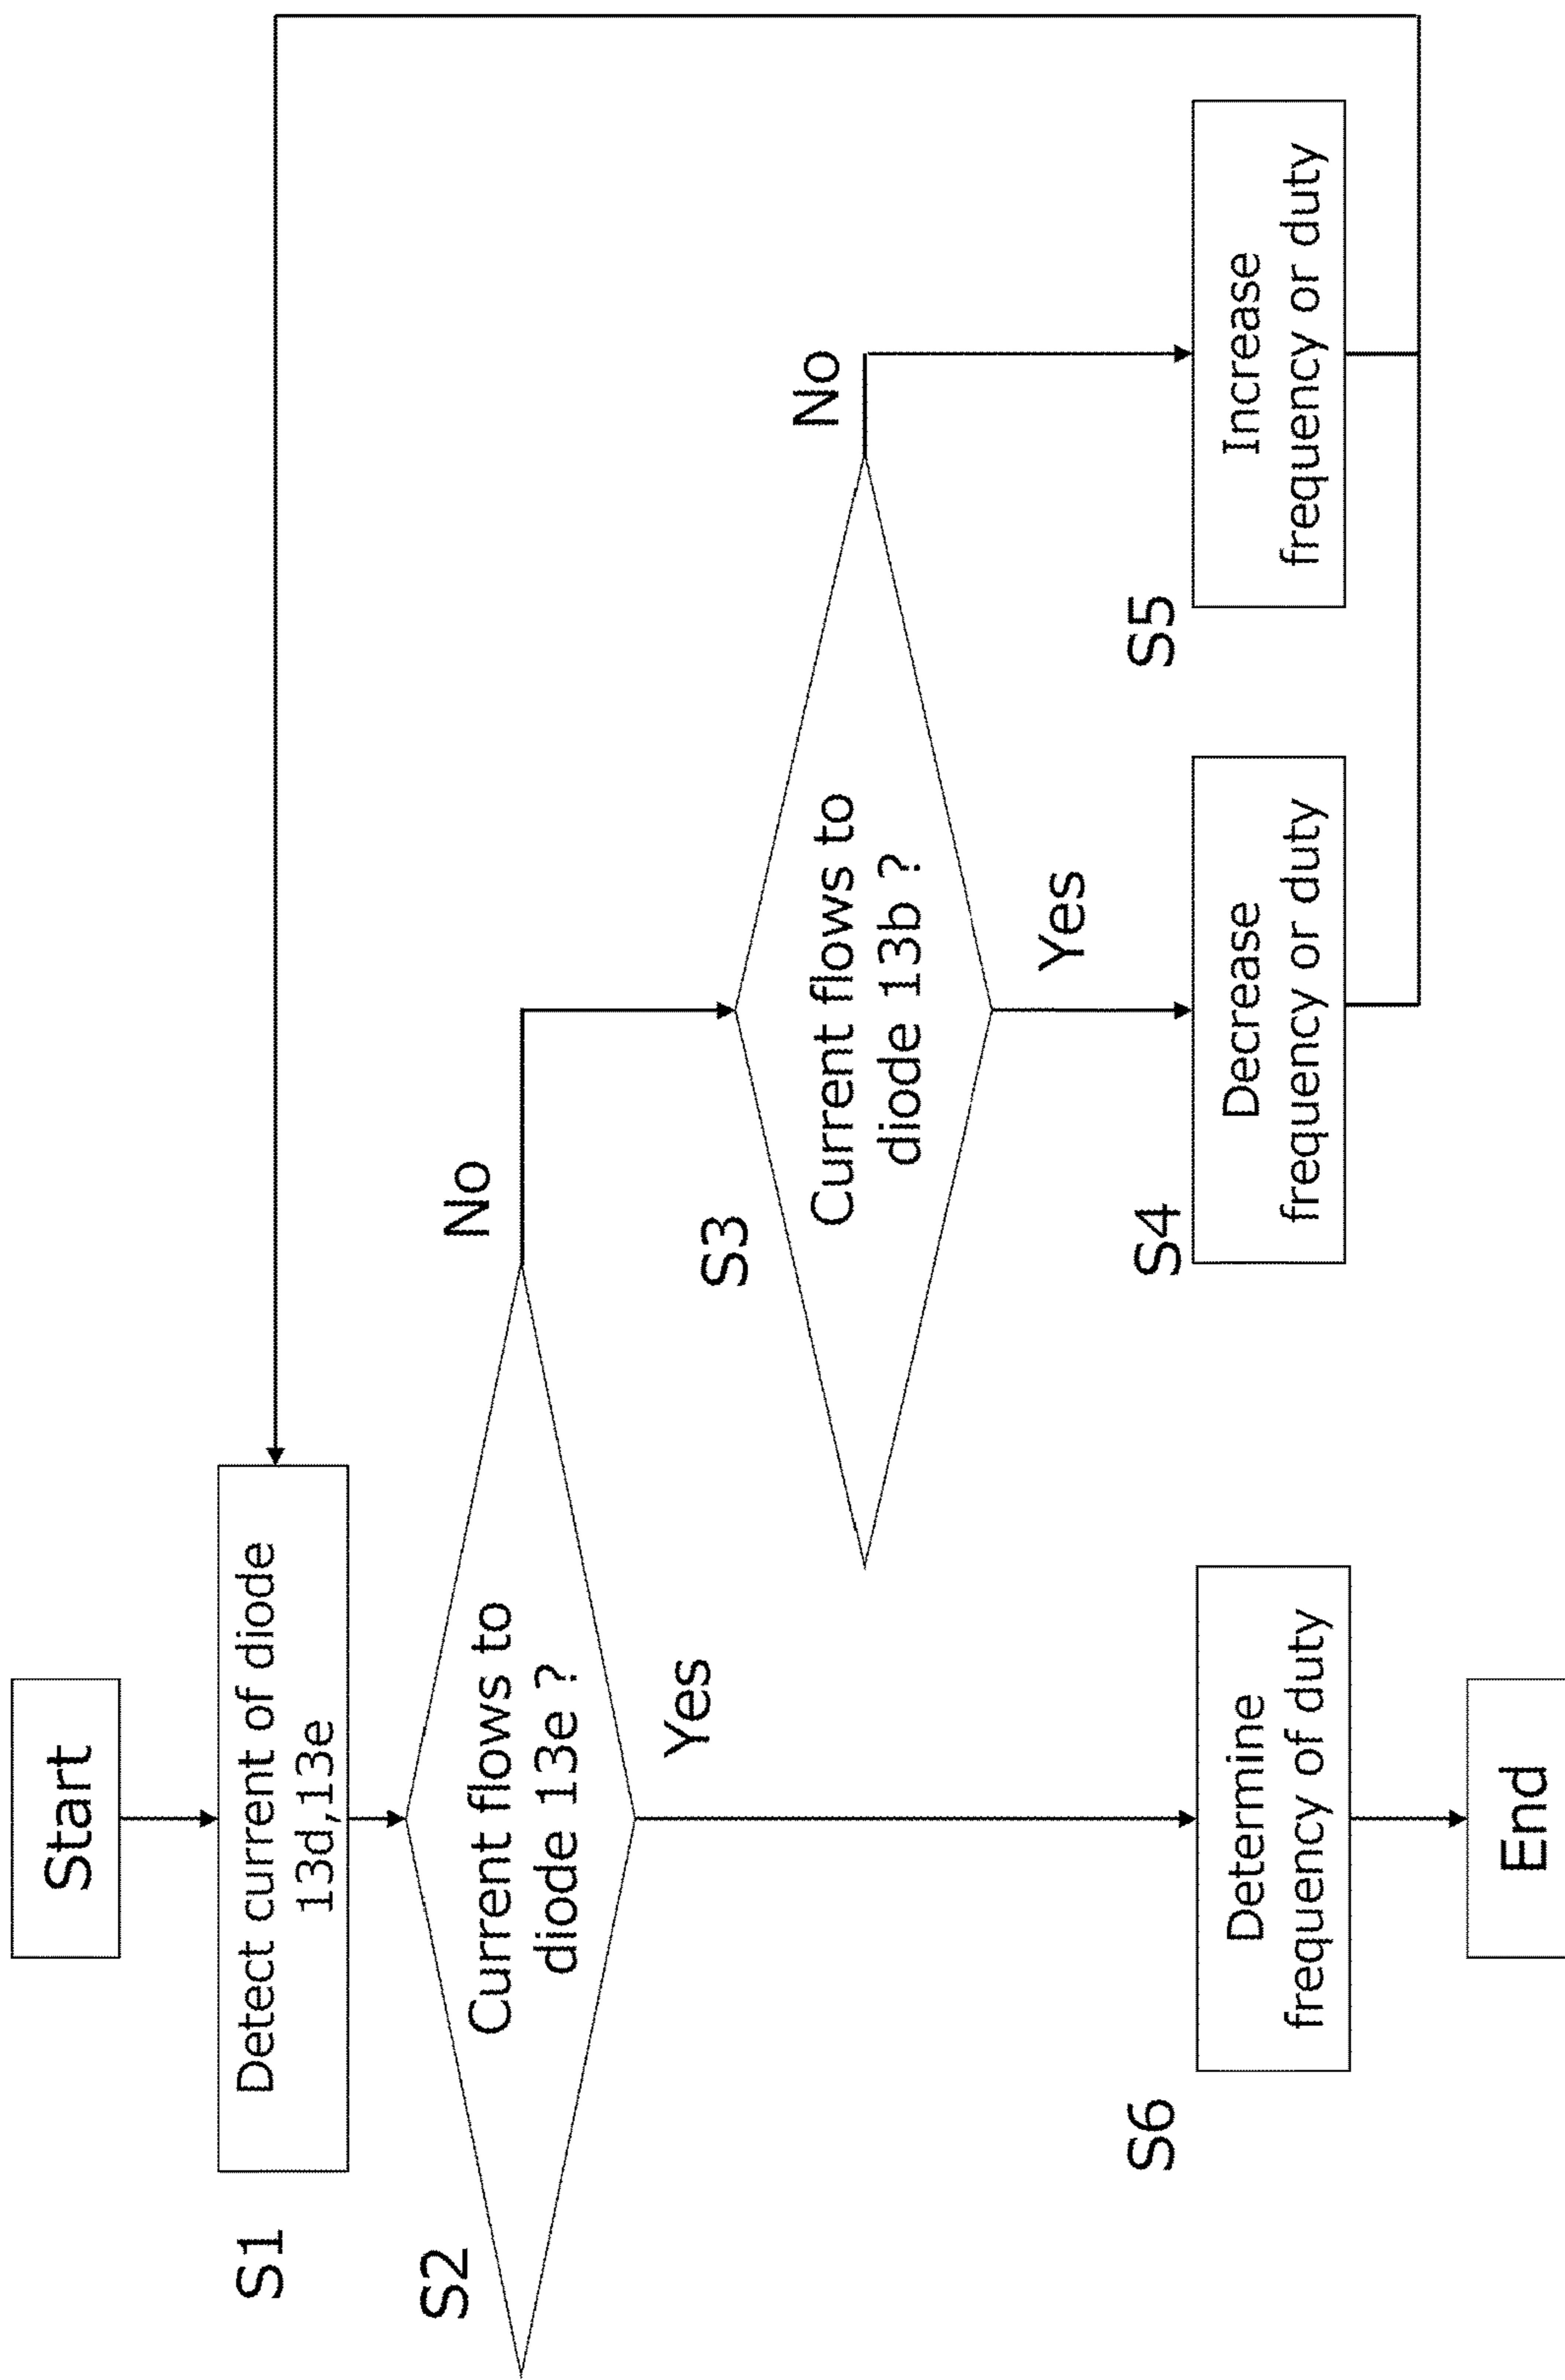 Start
S1
Detect current of diode
13d,13e
S2
Current flows to
diode 13e ?
No
Yes
S3
Current flows to
diode 13b ?
No
Yes
S6
Determine
frequency of duty
S4
Decrease
frequency or duty
S5
Increase
frequency or duty
End